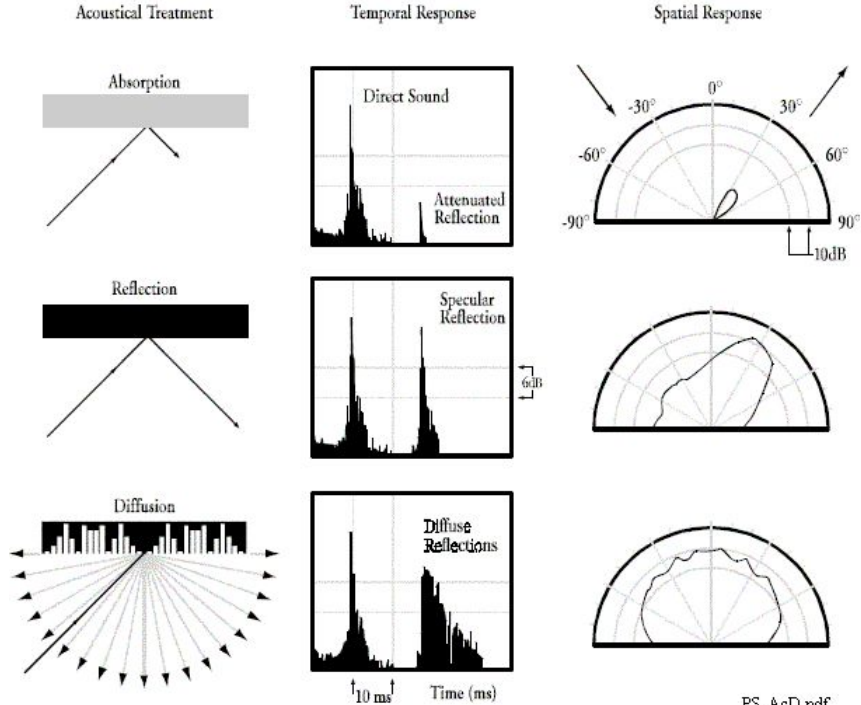 Acoustical Treatment
Temporal Response
Spatial Response
Absorption
Direct Sound
Attenuated
Reflection
-90°
-60°
-30°
0°
30°
60°
90°
10dB
Reflection
Specular
Reflection
6dB
Diffusion
Diffuse
10 ms
Time (ms)